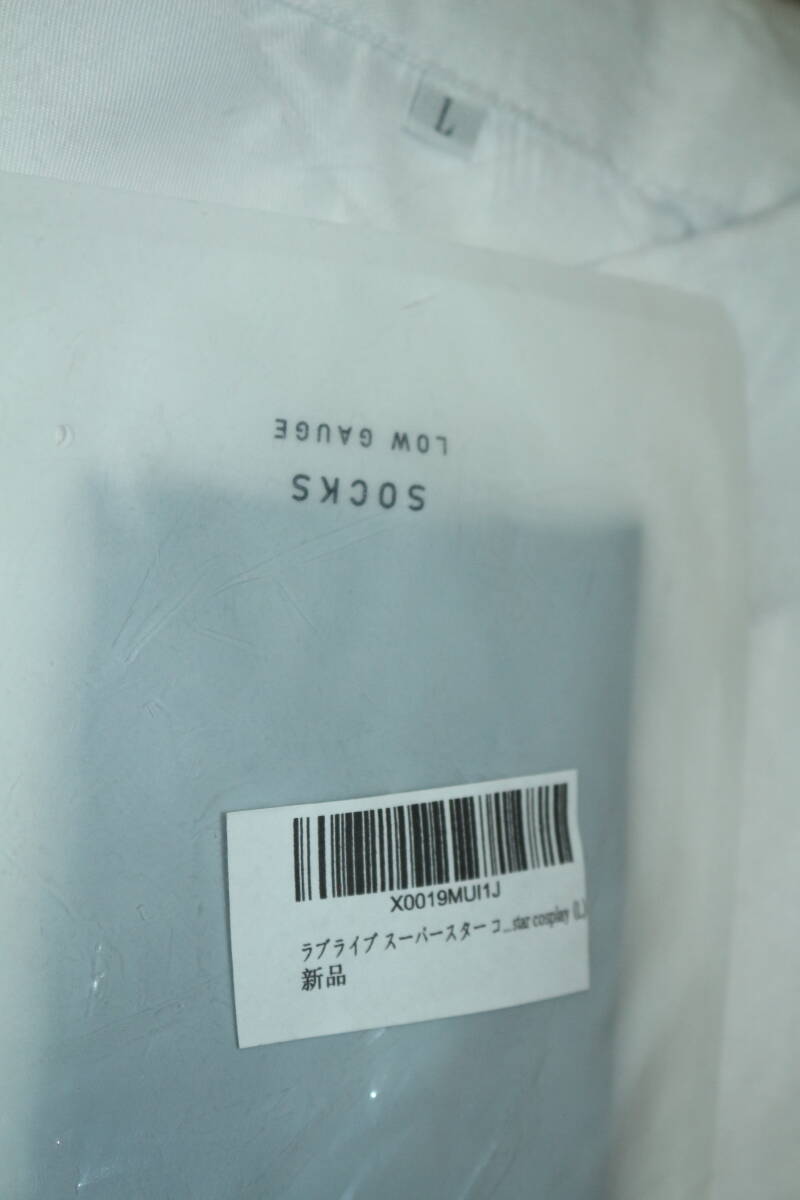 L
SOCKS
LOW GAUGE
X0019MUI1J
ラブライブ スーパースター コ...star cosplay (L)
新品